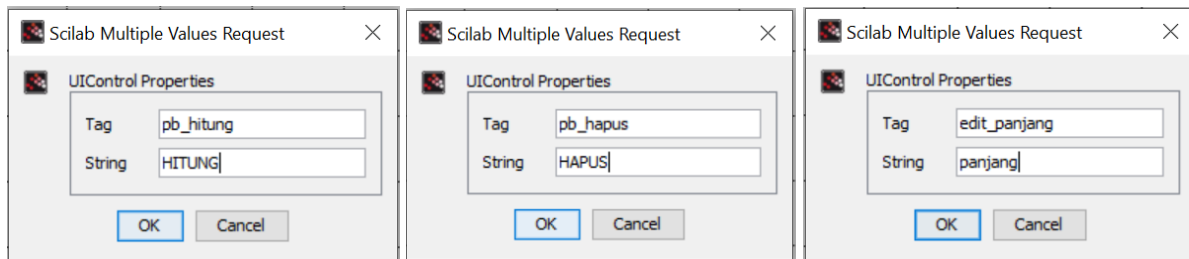 Scilab Multiple Values Request
UIControl Properties
Tag pb_hitung
String HITUNG
OK Cancel
Scilab Multiple Values Request
UIControl Properties
Tag pb_hapus
String HAPUS
OK Cancel
Scilab Multiple Values Request
UIControl Properties
Tag edit_panjang
String panjang
OK Cancel